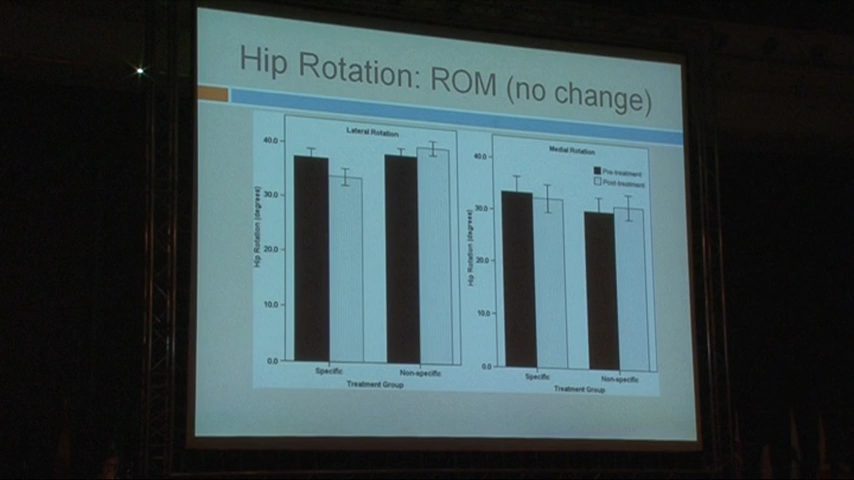 Hip Rotation: ROM (no change)
Lateral Rotation
40.0
30.0
20.0
10.0
0.0
Hip Rotation (degrees)
Specific
Non-specific
Treatment Group
Medial Rotation
Pre-treatment
Post-treatment
40.0
30.0
20.0
10.0
0.0
Hip Rotation (degrees)
Specific
Non-specific
Treatment Group